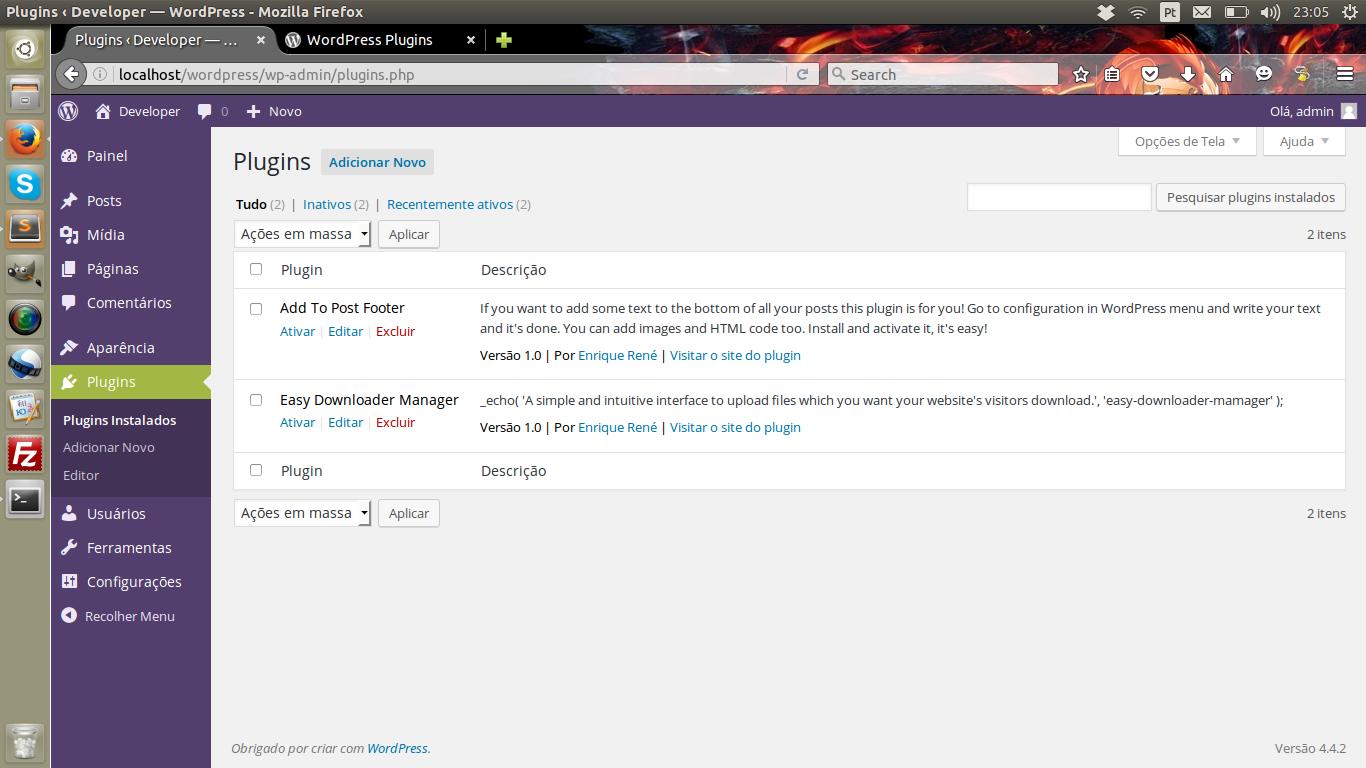 Plugins ‹ Developer — WordPress - Mozilla Firefox
Pt
23:05
Plugins ‹ Developer — ...
WordPress Plugins
localhost/wordpress/wp-admin/plugins.php
Search
Developer
0
Novo
Olá, admin
Painel
Posts
Mídia
Páginas
Comentários
Aparência
Plugins
Plugins Instalados
Adicionar Novo
Editor
Usuários
Ferramentas
Configurações
Recolher Menu
Opções de Tela
Ajuda
Plugins
Adicionar Novo
Tudo (2) | Inativos (2) | Recentemente ativos (2)
Pesquisar plugins instalados
Ações em massa
Aplicar
2 itens
Plugin
Descrição
Add To Post Footer
Ativar | Editar | Excluir
If you want to add some text to the bottom of all your posts this plugin is for you! Go to configuration in WordPress menu and write your text
and it's done. You can add images and HTML code too. Install and activate it, it's easy!
Versão 1.0 | Por Enrique René | Visitar o site do plugin
Easy Downloader Manager
Ativar | Editar | Excluir
_echo( 'A simple and intuitive interface to upload files which you want your website's visitors download.', 'easy-downloader-mamager' );
Versão 1.0 | Por Enrique René | Visitar o site do plugin
Plugin
Descrição
Ações em massa
Aplicar
2 itens
Obrigado por criar com WordPress.
Versão 4.4.2